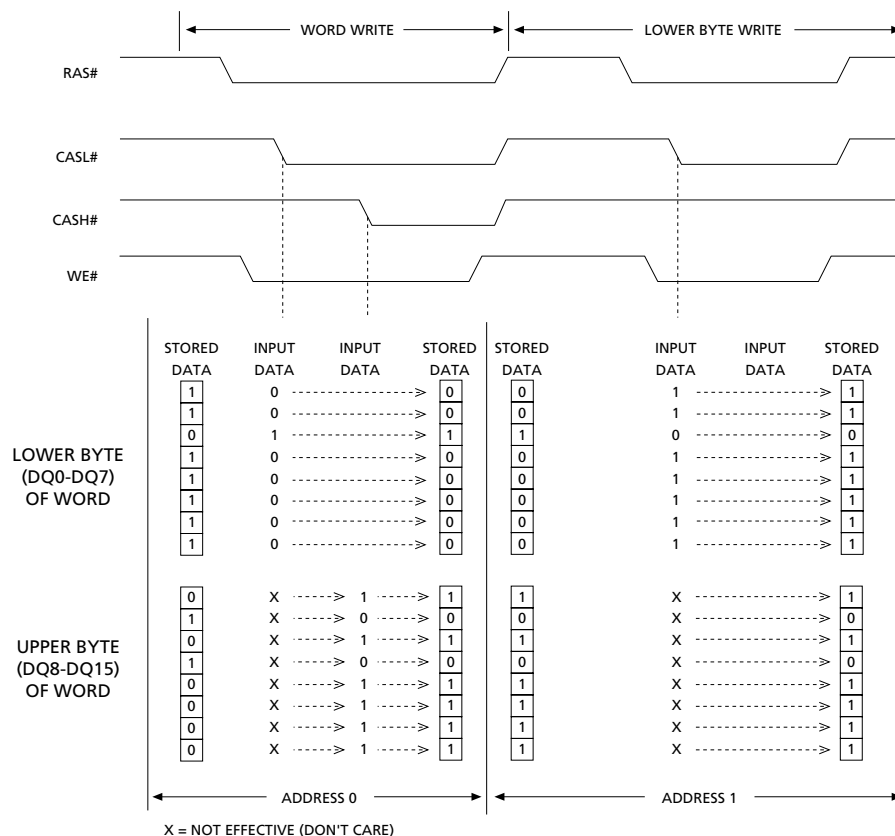 WORD WRITE LOWER BYTE WRITE
RAS#
CASL#
CASH#
WE#
STORED INPUT INPUT STORED STORED INPUT INPUT STORED
DATA DATA DATA DATA DATA DATA DATA DATA
1 0 0 0 1 1
1 0 0 0 1 1
0 1 1 1 0 0
1 0 0 0 1 1
1 0 0 0 1 1
1 0 0 0 1 1
1 0 0 0 1 1
1 0 0 0 1 1
LOWER BYTE
(DQ0-DQ7)
OF WORD
0 X 1 1 1 X 1
1 X 0 0 0 X 0
0 X 1 1 1 X 1
1 X 0 0 0 X 0
0 X 1 1 1 X 1
0 X 1 1 1 X 1
0 X 1 1 1 X 1
0 X 1 1 1 X 1
UPPER BYTE
(DQ8-DQ15)
OF WORD
ADDRESS 0 ADDRESS 1
X = NOT EFFECTIVE (DON'T CARE)